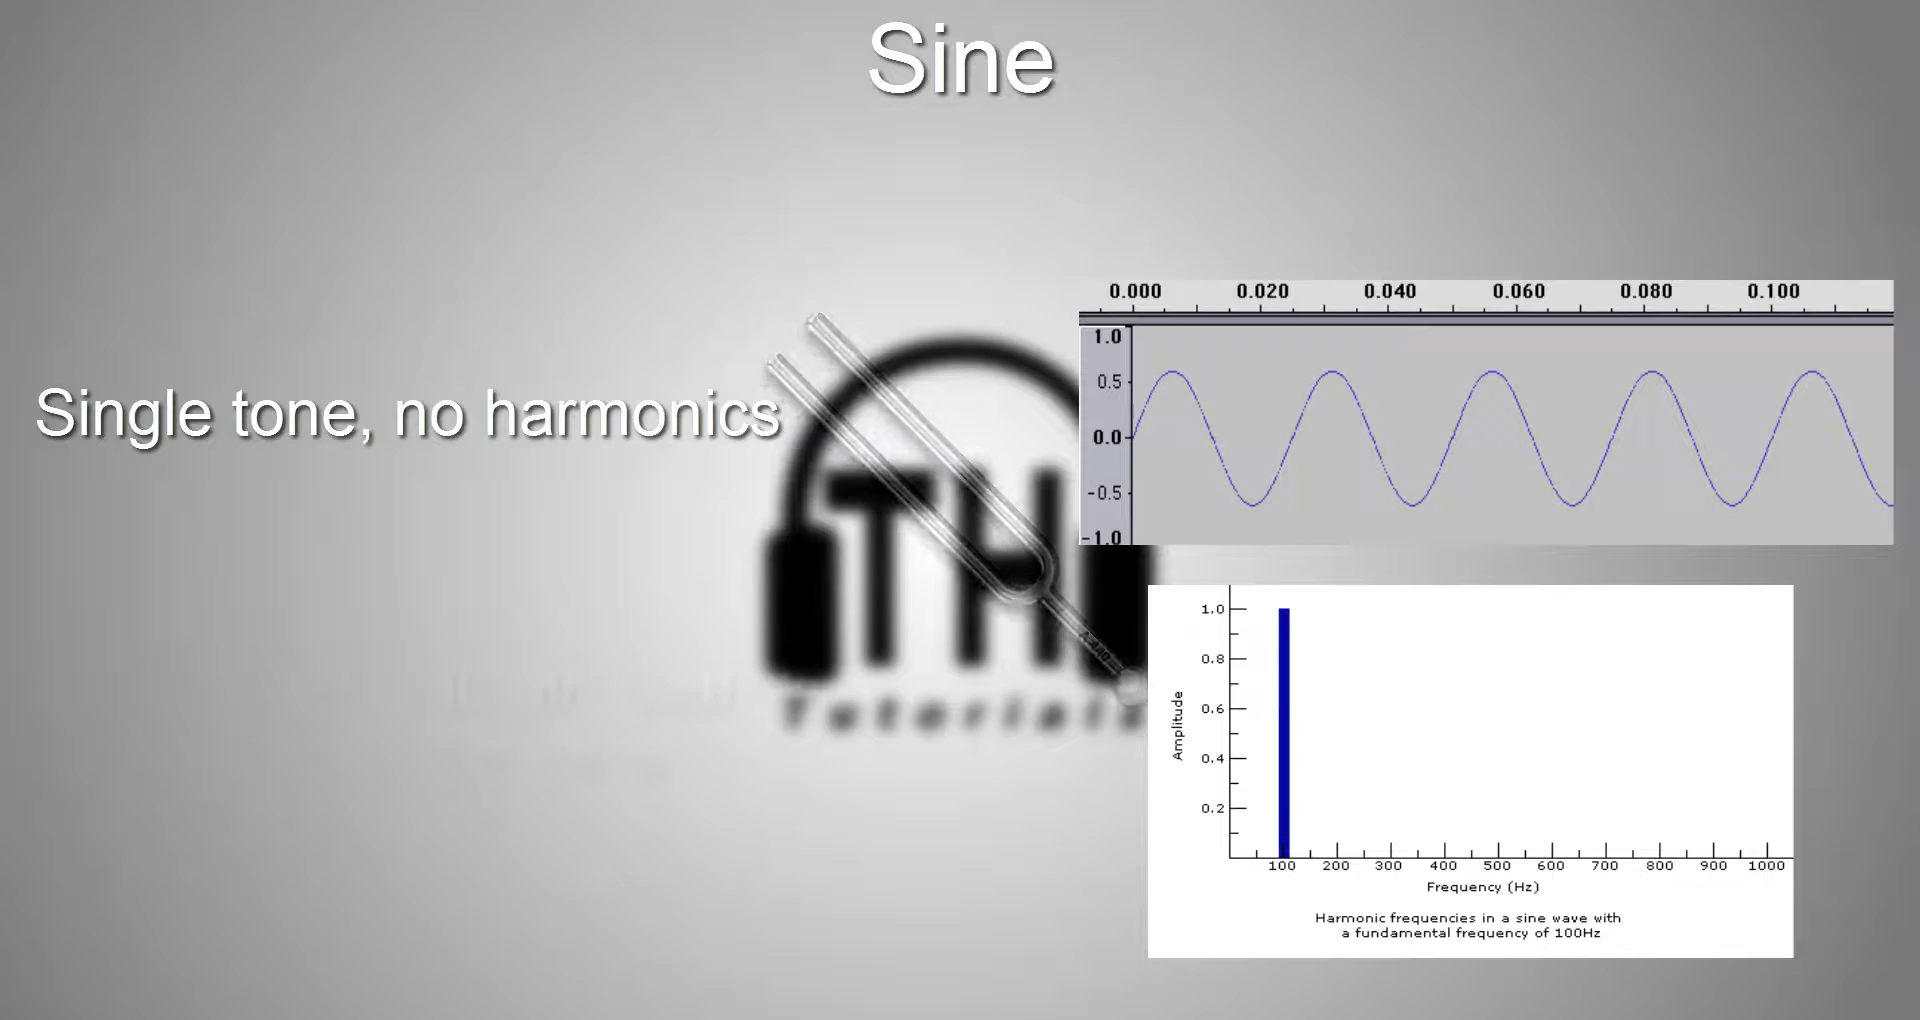 Sine
Single tone, no harmonics
TH
Tutorials
0.000 0.020 0.040 0.060 0.080 0.100
1.0
0.5
0.0
-0.5
-1.0
1.0
0.8
0.6
0.4
0.2
Amplitude
100 200 300 400 500 600 700 800 900 1000
Frequency (Hz)
Harmonic frequencies in a sine wave with
a fundamental frequency of 100Hz